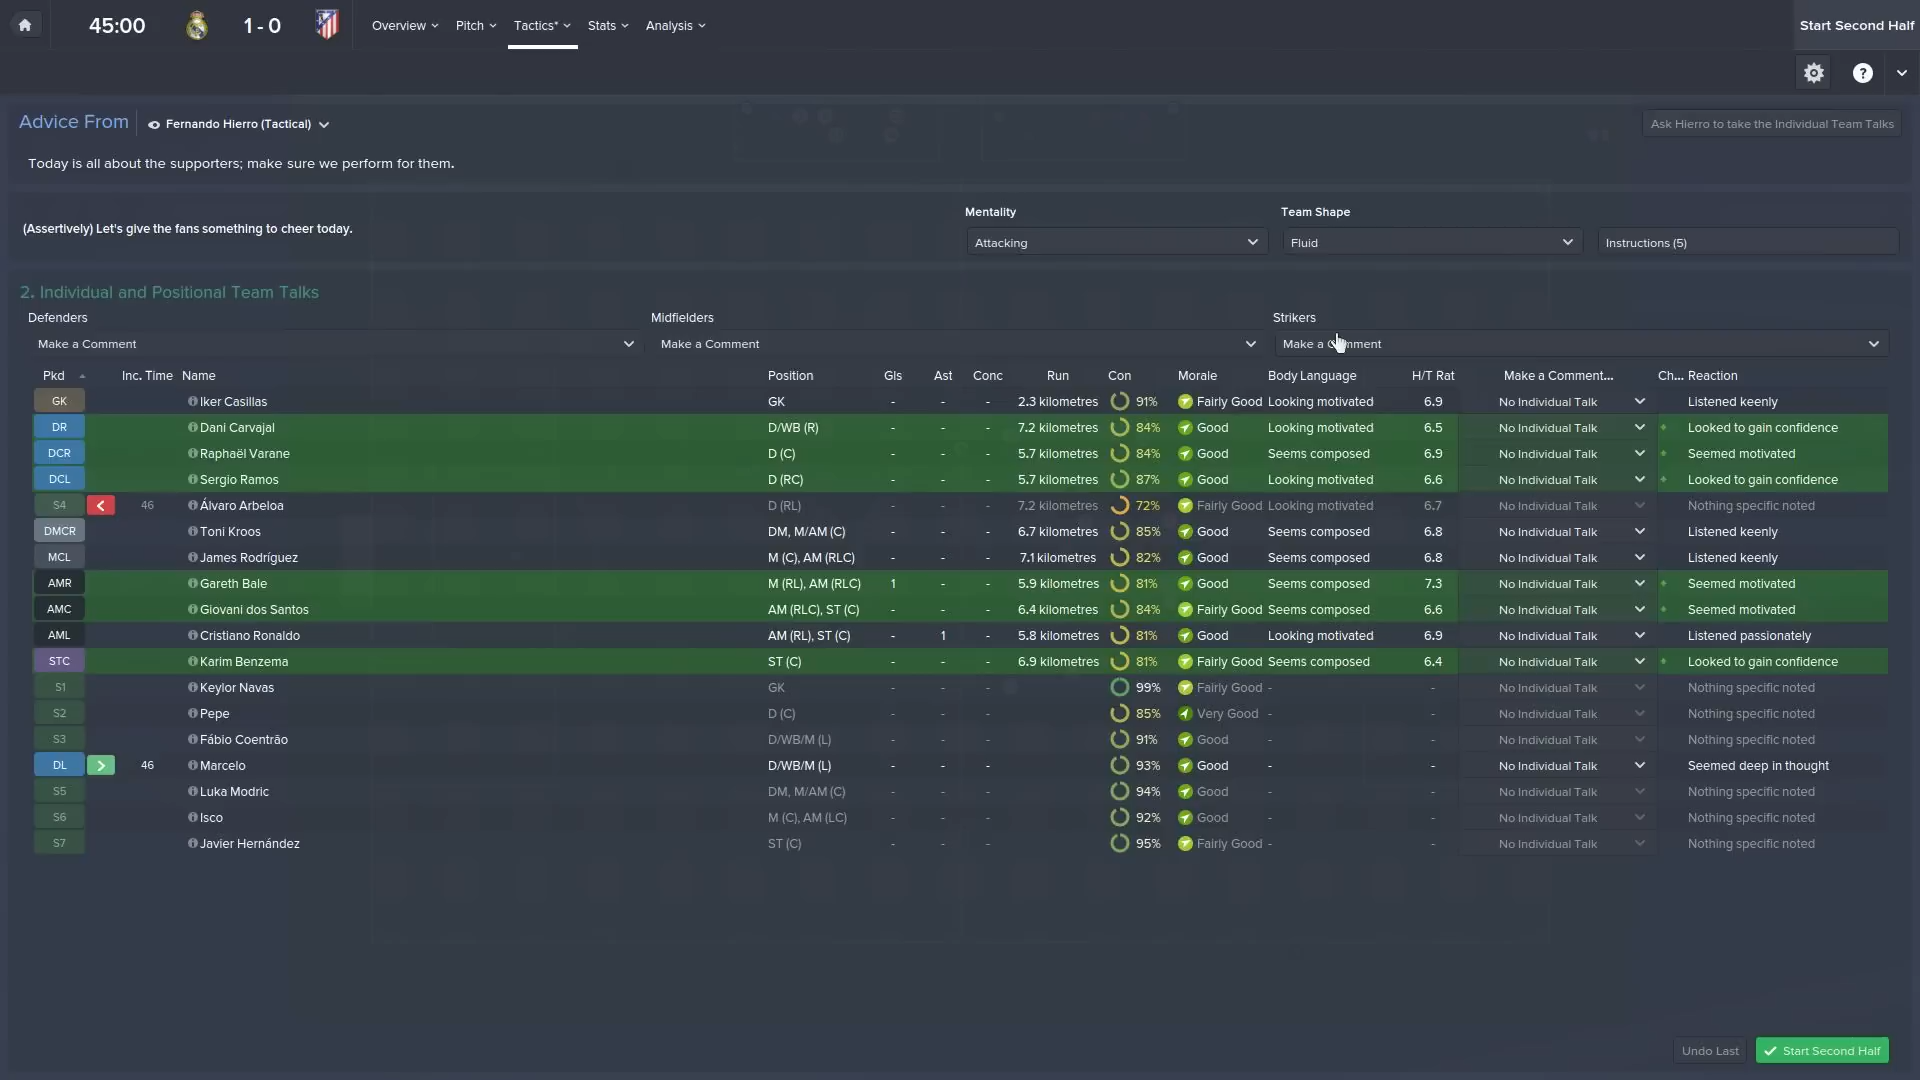 45:00 1 - 0 Overview Pitch Tactics* Stats Analysis Start Second Half
?
Advice From Fernando Hierro (Tactical) Ask Hierro to take the Individual Team Talks
Today is all about the supporters; make sure we perform for them.
Mentality Team Shape
(Assertively) Let's give the fans something to cheer today.
Attacking Fluid Instructions (5)
2. Individual and Positional Team Talks
Defenders Midfielders Strikers
Make a Comment Make a Comment Make a Comment
Pkd Inc. Time Name Position Gls Ast Conc Run Con Morale Body Language H/T Rat Make a Comment... Ch... Reaction
GK Iker Casillas GK - - - 2.3 kilometres 91% Fairly Good Looking motivated 6.9 No Individual Talk Listened keenly
DR Dani Carvajal D/WB (R) - - - 7.2 kilometres 84% Good Looking motivated 6.5 No Individual Talk Looked to gain confidence
DCR Raphaël Varane D (C) - - - 5.7 kilometres 84% Good Seems composed 6.9 No Individual Talk Seemed motivated
DCL Sergio Ramos D (RC) - - - 5.7 kilometres 87% Good Looking motivated 6.6 No Individual Talk Looked to gain confidence
S4 46 Álvaro Arbeloa D (RL) - - - 7.2 kilometres 72% Fairly Good Looking motivated 6.7 No Individual Talk Nothing specific noted
DMCR Toni Kroos DM, M/AM (C) - - - 6.7 kilometres 85% Good Seems composed 6.8 No Individual Talk Listened keenly
MCL James Rodríguez M (C), AM (RLC) - - - 7.1 kilometres 82% Good Seems composed 6.8 No Individual Talk Listened keenly
AMR Gareth Bale M (RL), AM (RLC) 1 - - 5.9 kilometres 81% Good Seems composed 7.3 No Individual Talk Seemed motivated
AMC Giovani dos Santos AM (RLC), ST (C) - - - 6.4 kilometres 84% Fairly Good Seems composed 6.6 No Individual Talk Seemed motivated
AML Cristiano Ronaldo AM (RL), ST (C) - 1 - 5.8 kilometres 81% Good Looking motivated 6.9 No Individual Talk Listened passionately
STC Karim Benzema ST (C) - - - 6.9 kilometres 81% Fairly Good Seems composed 6.4 No Individual Talk Looked to gain confidence
S1 Keylor Navas GK - - - 99% Fairly Good - - No Individual Talk Nothing specific noted
S2 Pepe D (C) - - - 85% Very Good - - No Individual Talk Nothing specific noted
S3 Fábio Coentrão D/WB/M (L) - - - 91% Good - - No Individual Talk Nothing specific noted
DL 46 Marcelo D/WB/M (L) - - - 93% Good - - No Individual Talk Seemed deep in thought
S5 Luka Modric DM, M/AM (C) - - - 94% Good - - No Individual Talk Nothing specific noted
S6 Isco M (C), AM (LC) - - - 92% Good - - No Individual Talk Nothing specific noted
S7 Javier Hernández ST (C) - - - 95% Fairly Good - - No Individual Talk Nothing specific noted
Undo Last Start Second Half